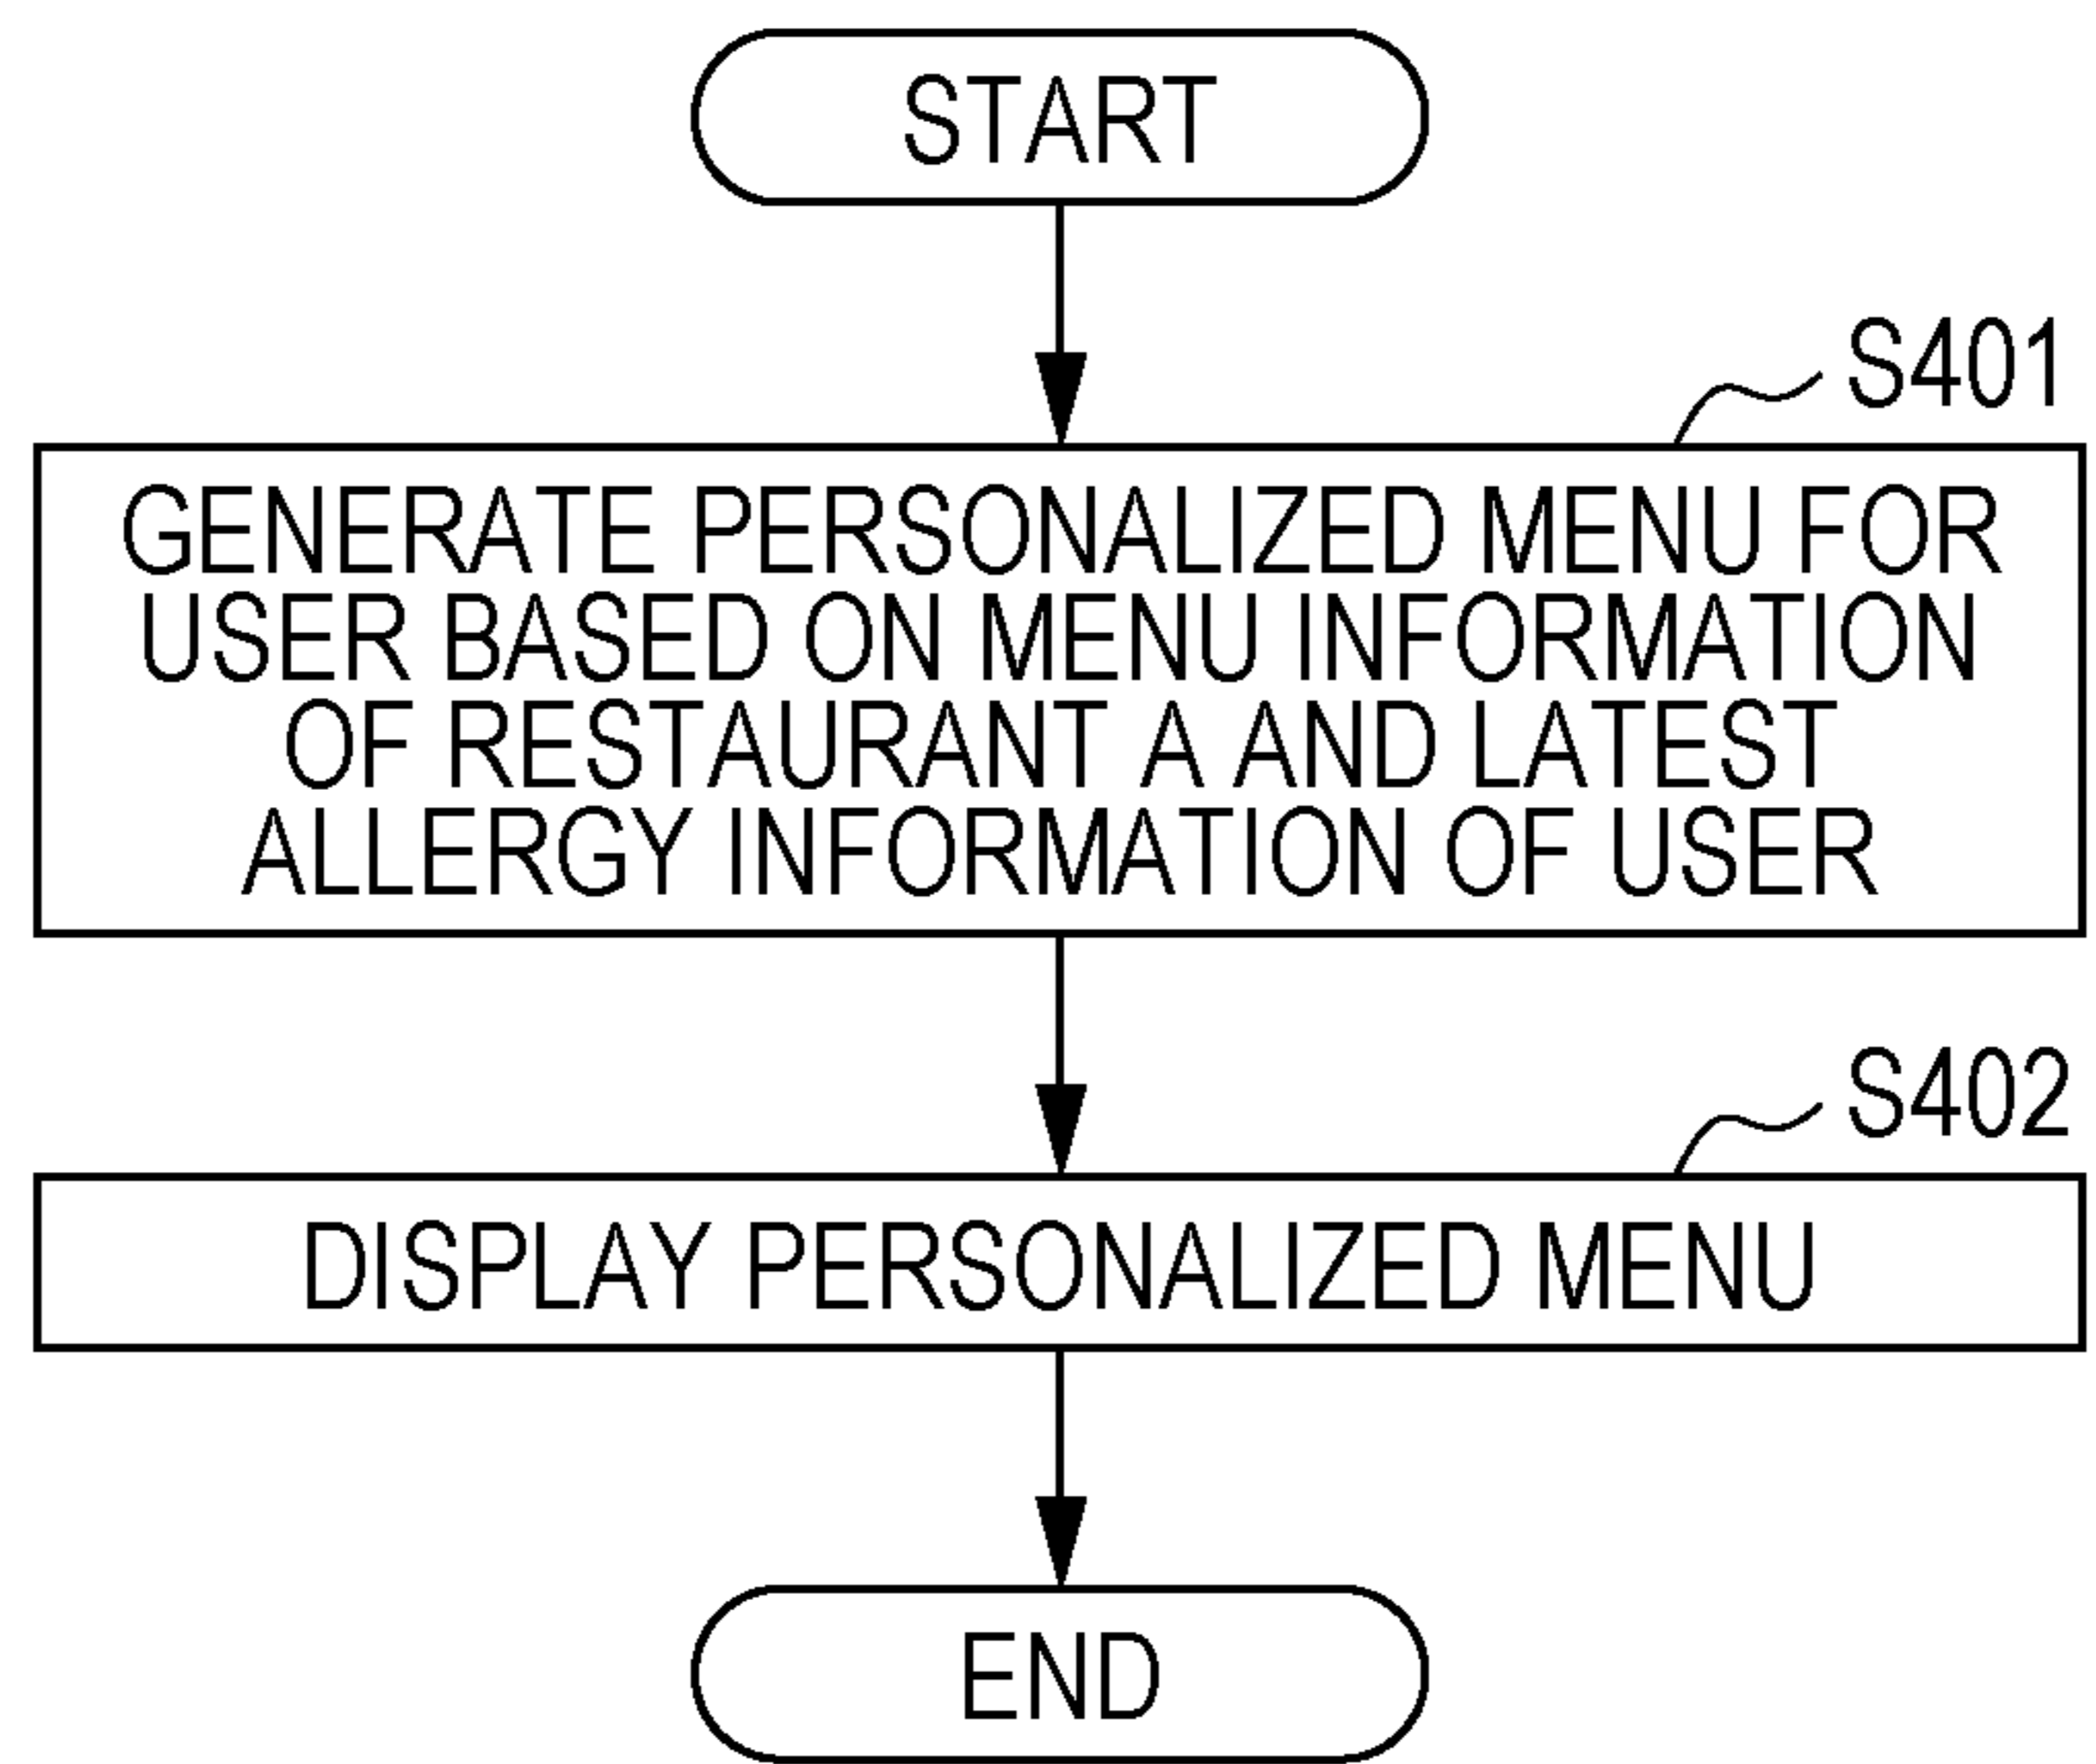 START
S401
GENERATE PERSONALIZED MENU FOR
USER BASED ON MENU INFORMATION
OF RESTAURANT A AND LATEST
ALLERGY INFORMATION OF USER
S402
DISPLAY PERSONALIZED MENU
END